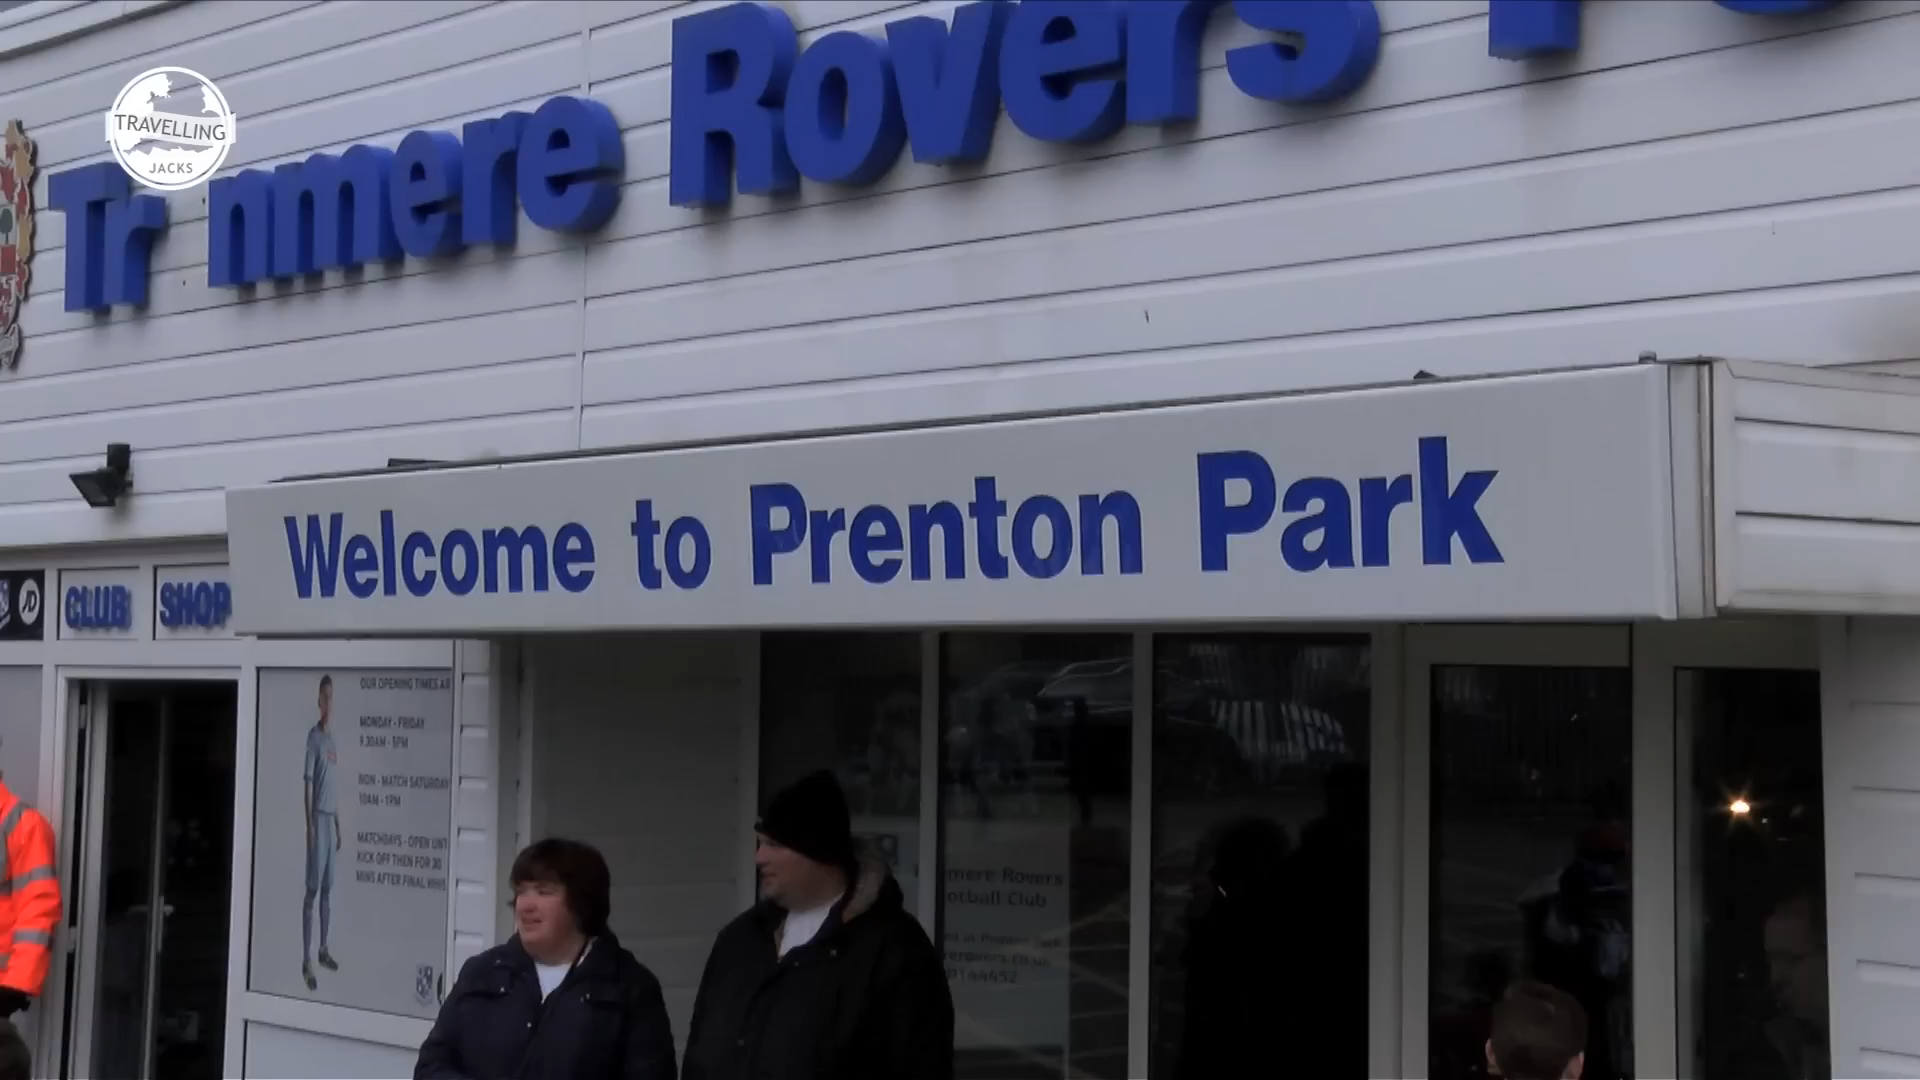 TRAVELLING
JACKS
Tr nmere Rovers
Welcome to Prenton Park
JD
CLUB SHOP
OUR OPENING TIMES AR
MONDAY - FRIDAY
9.30AM - 5PM
NON - MATCH SATURDAY
10AM - 1PM
MATCHDAYS - OPEN UNT
KICK OFF THEN FOR 30
MINS AFTER FINAL WHIS
mere Rovers
otball Club